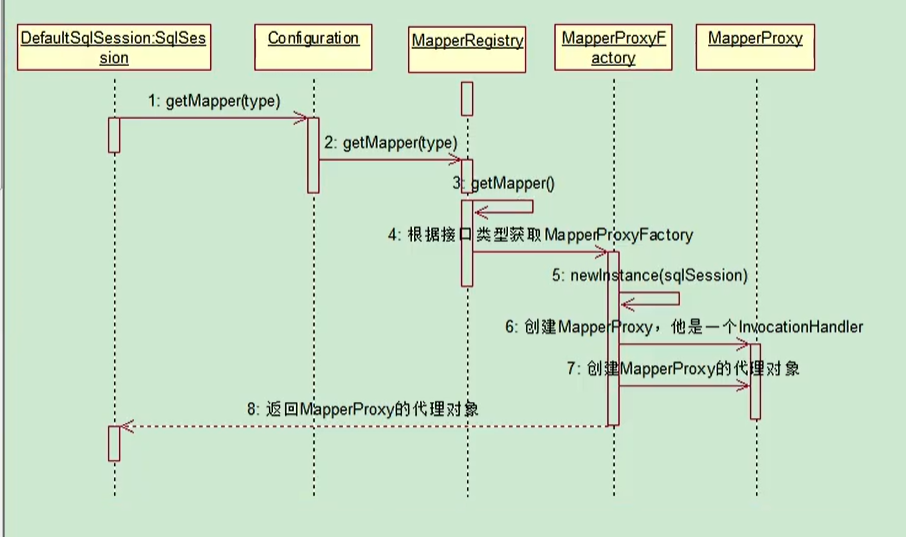 DefaultSqlSession:SqlSes
sion
Configuration
MapperRegistry
MapperProxyF
actory
MapperProxy
1: getMapper(type)
2: getMapper(type)
3: getMapper()
4: 根据接口类型获取MapperProxyFactory
5: newInstance(sqlSession)
6: 创建MapperProxy，他是一个InvocationHandler
7: 创建MapperProxy的代理对象
8: 返回MapperProxy的代理对象